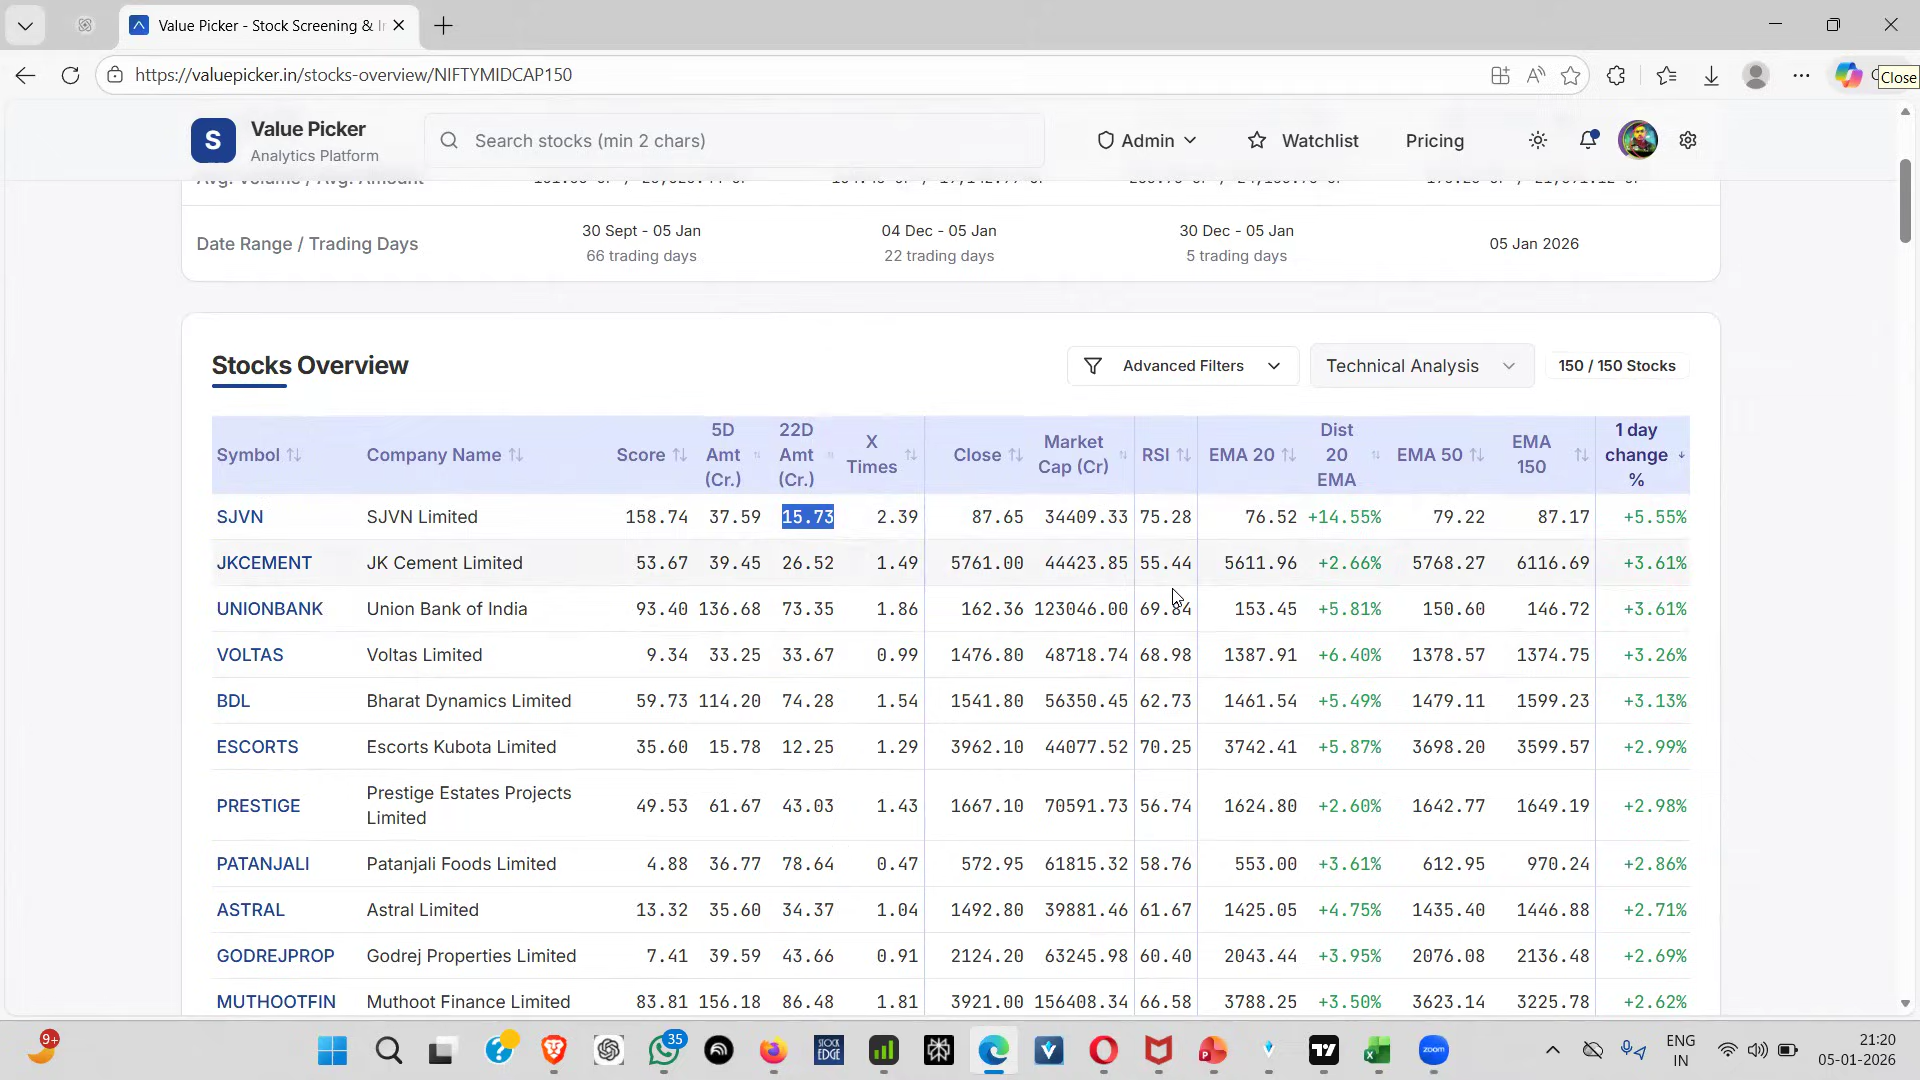 Value Picker - Stock Screening & In
https://valuepicker.in/stocks-overview/NIFTYMIDCAP150
Close
S
Value Picker
Analytics Platform
Search stocks (min 2 chars)
Admin
Watchlist
Pricing
Avg. Volume / Avg. Amount
Date Range / Trading Days
30 Sept - 05 Jan
66 trading days
04 Dec - 05 Jan
22 trading days
30 Dec - 05 Jan
5 trading days
05 Jan 2026
Stocks Overview
Advanced Filters
Technical Analysis
150 / 150 Stocks
Symbol Company Name Score 5D Amt (Cr.) 22D Amt (Cr.) X Times Close Market Cap (Cr) RSI EMA 20 Dist 20 EMA EMA 50 EMA 150 1 day change %
SJVN SJVN Limited 158.74 37.59 15.73 2.39 87.65 34409.33 75.28 76.52 +14.55% 79.22 87.17 +5.55%
JKCEMENT JK Cement Limited 53.67 39.45 26.52 1.49 5761.00 44423.85 55.44 5611.96 +2.66% 5768.27 6116.69 +3.61%
UNIONBANK Union Bank of India 93.40 136.68 73.35 1.86 162.36 123046.00 69.84 153.45 +5.81% 150.60 146.72 +3.61%
VOLTAS Voltas Limited 9.34 33.25 33.67 0.99 1476.80 48718.74 68.98 1387.91 +6.40% 1378.57 1374.75 +3.26%
BDL Bharat Dynamics Limited 59.73 114.20 74.28 1.54 1541.80 56350.45 62.73 1461.54 +5.49% 1479.11 1599.23 +3.13%
ESCORTS Escorts Kubota Limited 35.60 15.78 12.25 1.29 3962.10 44077.52 70.25 3742.41 +5.87% 3698.20 3599.57 +2.99%
PRESTIGE Prestige Estates Projects Limited 49.53 61.67 43.03 1.43 1667.10 70591.73 56.74 1624.80 +2.60% 1642.77 1649.19 +2.98%
PATANJALI Patanjali Foods Limited 4.88 36.77 78.64 0.47 572.95 61815.32 58.76 553.00 +3.61% 612.95 970.24 +2.86%
ASTRAL Astral Limited 13.32 35.60 34.37 1.04 1492.80 39881.46 61.67 1425.05 +4.75% 1435.40 1446.88 +2.71%
GODREJPROP Godrej Properties Limited 7.41 39.59 43.66 0.91 2124.20 63245.98 60.40 2043.44 +3.95% 2076.08 2136.48 +2.69%
MUTHOOTFIN Muthoot Finance Limited 83.81 156.18 86.48 1.81 3921.00 156408.34 66.58 3788.25 +3.50% 3623.14 3225.78 +2.62%
9+
35
STOCK EDGE
zoom
ENG
IN
21:20
05-01-2026